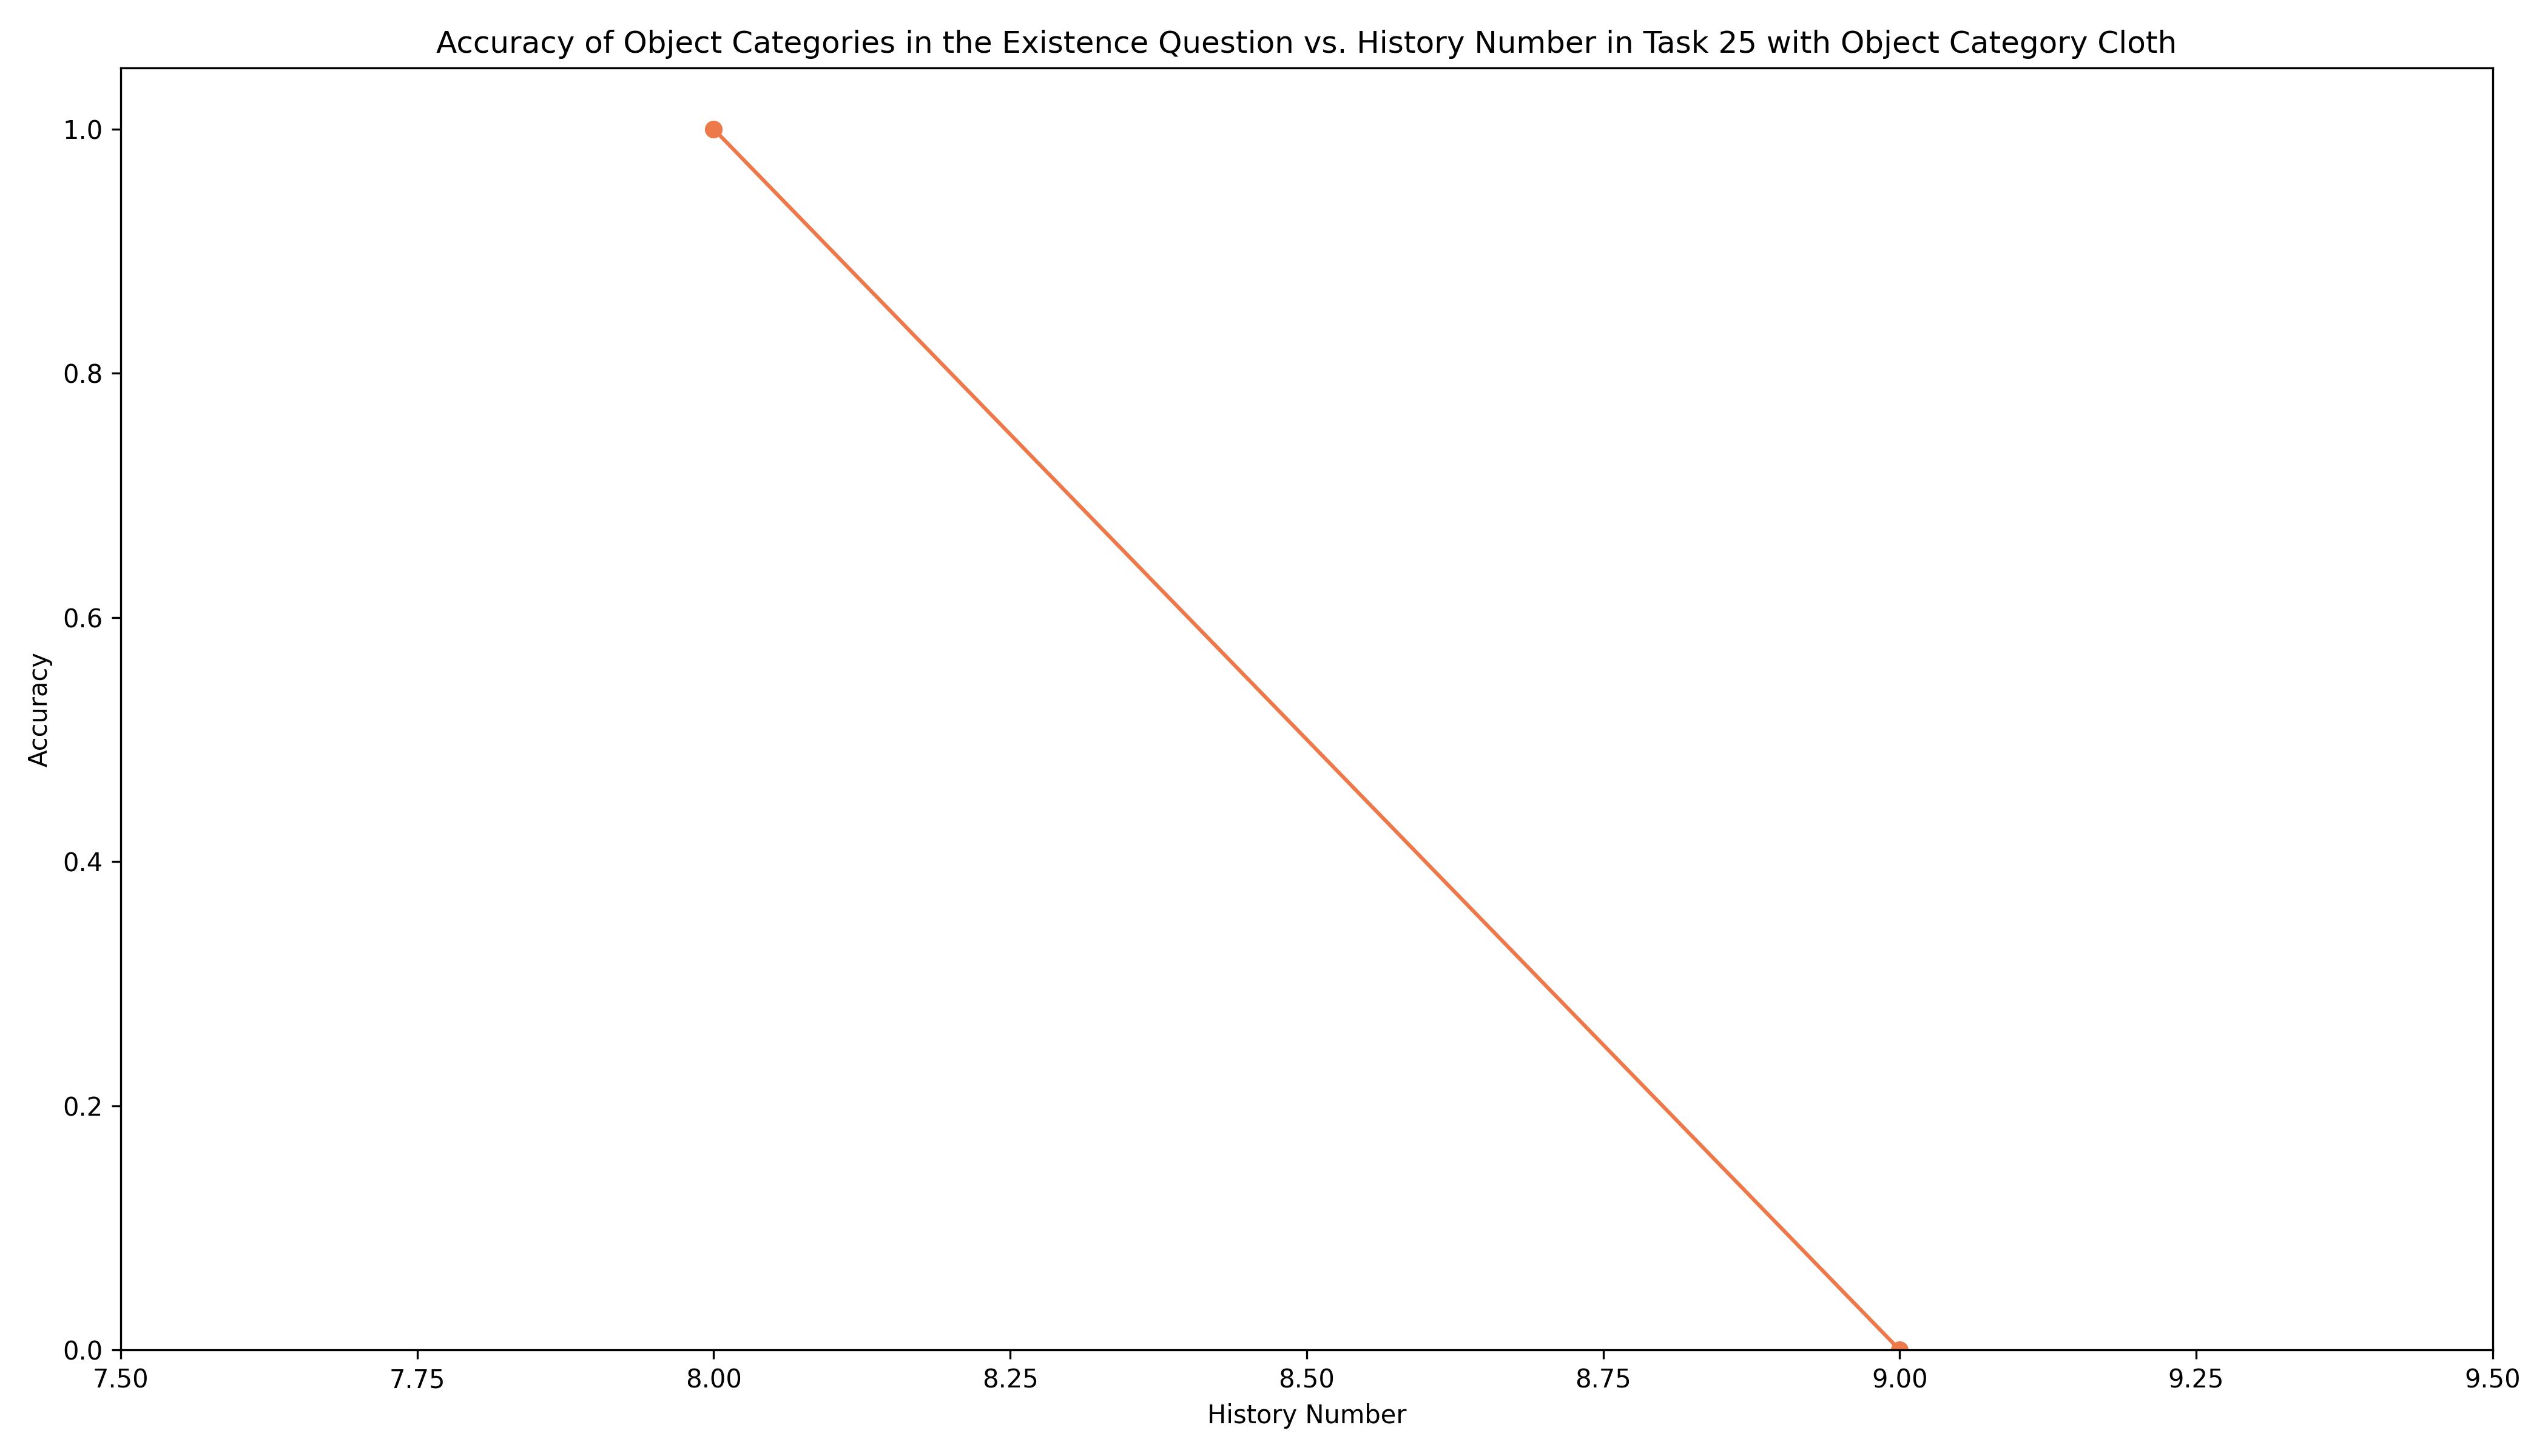 Accuracy of Object Categories in the Existence Question vs. History Number in Task 25 with Object Category Cloth
1.0
0.8
0.6
0.4
0.2
0.0
Accuracy
7.50 7.75 8.00 8.25 8.50 8.75 9.00 9.25 9.50
History Number